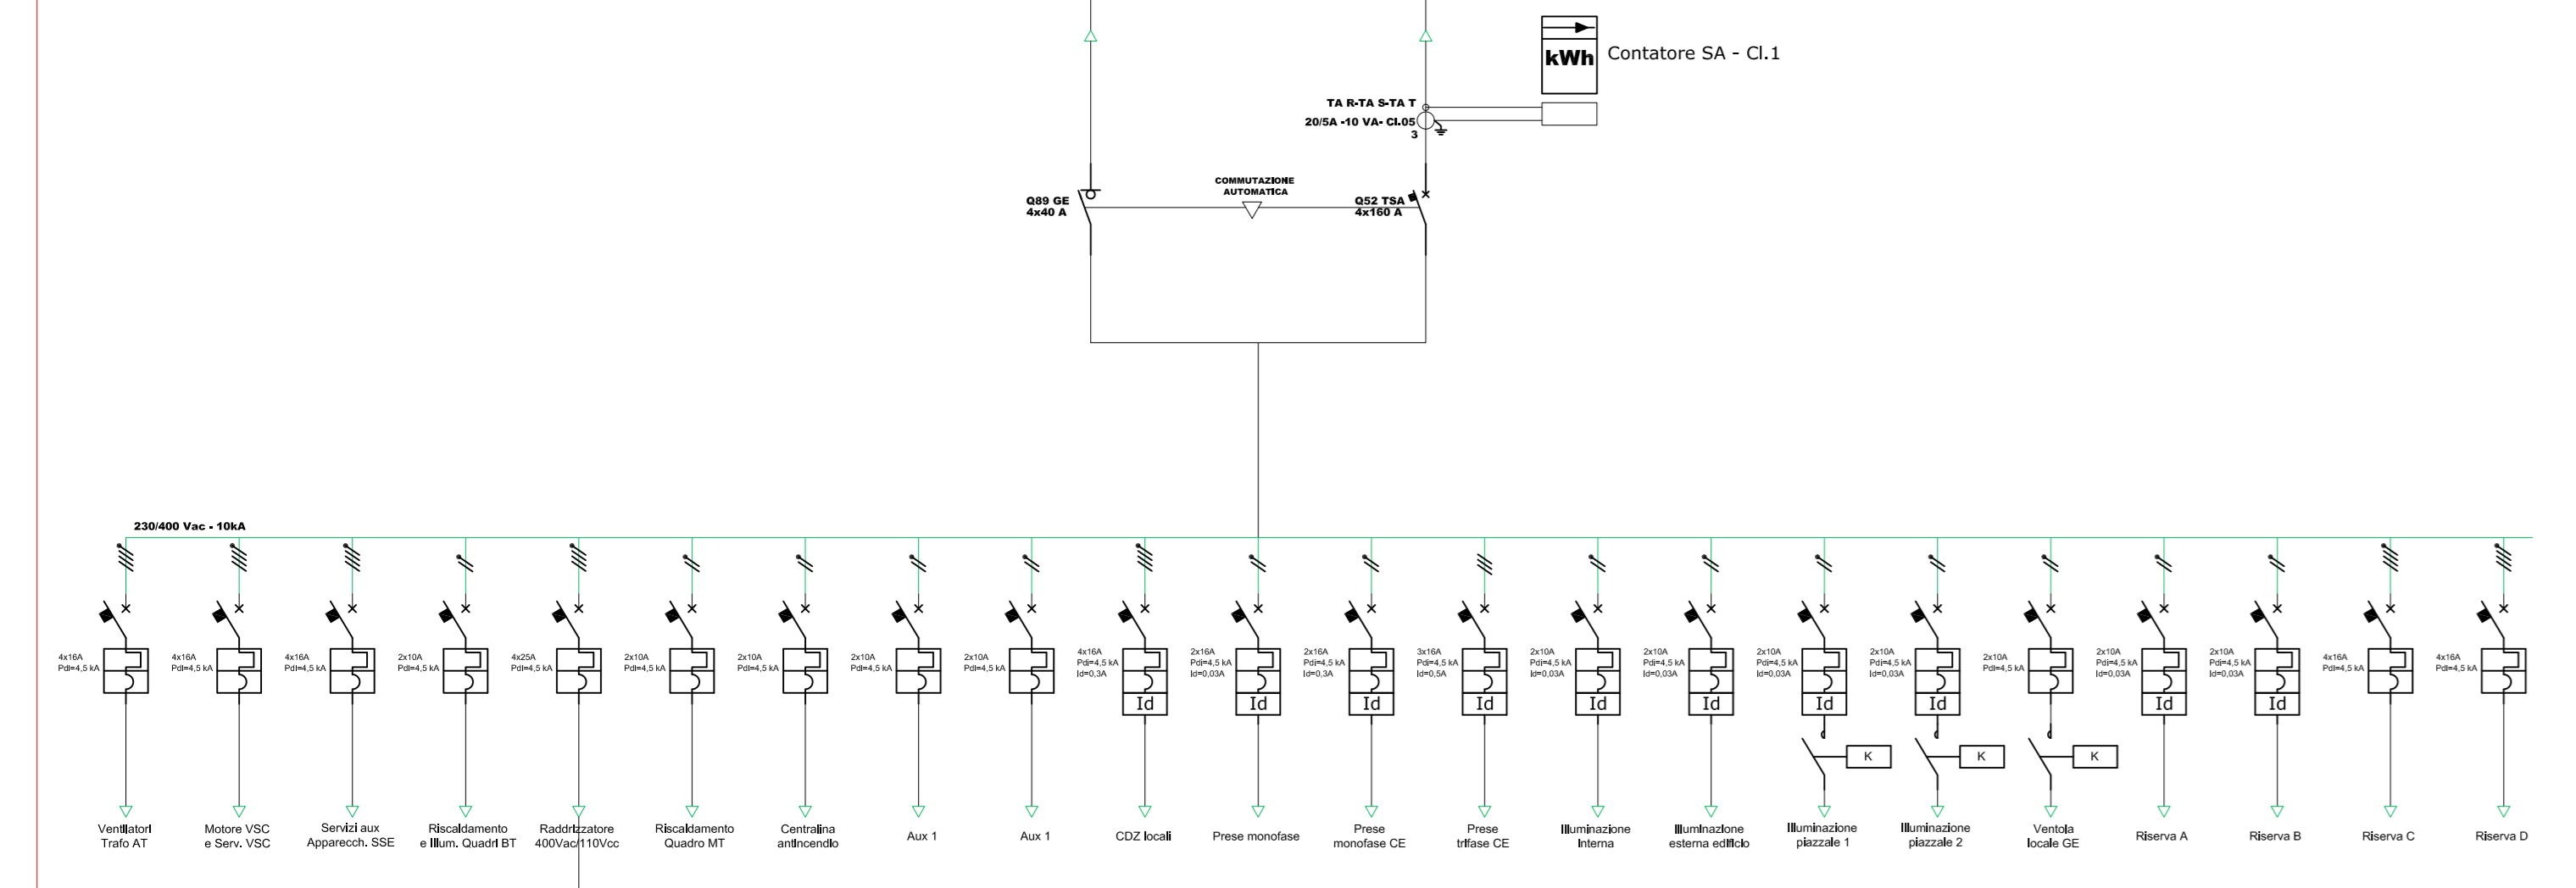 kWh
Contatore SA - Cl.1
TA R-TA S-TA T
20/5A -10 VA- Cl.05
3
COMMUTAZIONE
AUTOMATICA
Q89 GE
4x40 A
Q52 TSA
4x160 A
230/400 Vac - 10kA
4x16A
PdI=4,5 kA
4x16A
PdI=4,5 kA
4x16A
PdI=4,5 kA
2x10A
PdI=4,5 kA
4x25A
PdI=4,5 kA
2x10A
PdI=4,5 kA
2x10A
PdI=4,5 kA
2x10A
PdI=4,5 kA
2x10A
PdI=4,5 kA
4x16A
PdI=4,5 kA
Id=0,3A
Id
2x16A
PdI=4,5 kA
Id=0,03A
Id
2x16A
PdI=4,5 kA
Id=0,3A
Id
3x16A
PdI=4,5 kA
Id=0,5A
Id
2x10A
PdI=4,5 kA
Id=0,03A
Id
2x10A
PdI=4,5 kA
Id=0,03A
Id
2x10A
PdI=4,5 kA
Id=0,03A
Id
2x10A
PdI=4,5 kA
Id=0,03A
Id
2x10A
PdI=4,5 kA
2x10A
PdI=4,5 kA
Id=0,03A
Id
2x10A
PdI=4,5 kA
Id=0,03A
Id
4x16A
PdI=4,5 kA
4x16A
PdI=4,5 kA
K
K
K
Ventilatori
Trafo AT
Motore VSC
e Serv. VSC
Servizi aux
Apparecch. SSE
Riscaldamento
e Illum. Quadri BT
Raddrizzatore
400Vac/110Vcc
Riscaldamento
Quadro MT
Centralina
antincendio
Aux 1
Aux 1
CDZ locali
Prese monofase
Prese
monofase CE
Prese
trifase CE
Illuminazione
Interna
Illuminazione
esterna edificio
Illuminazione
piazzale 1
Illuminazione
piazzale 2
Ventola
locale GE
Riserva A
Riserva B
Riserva C
Riserva D